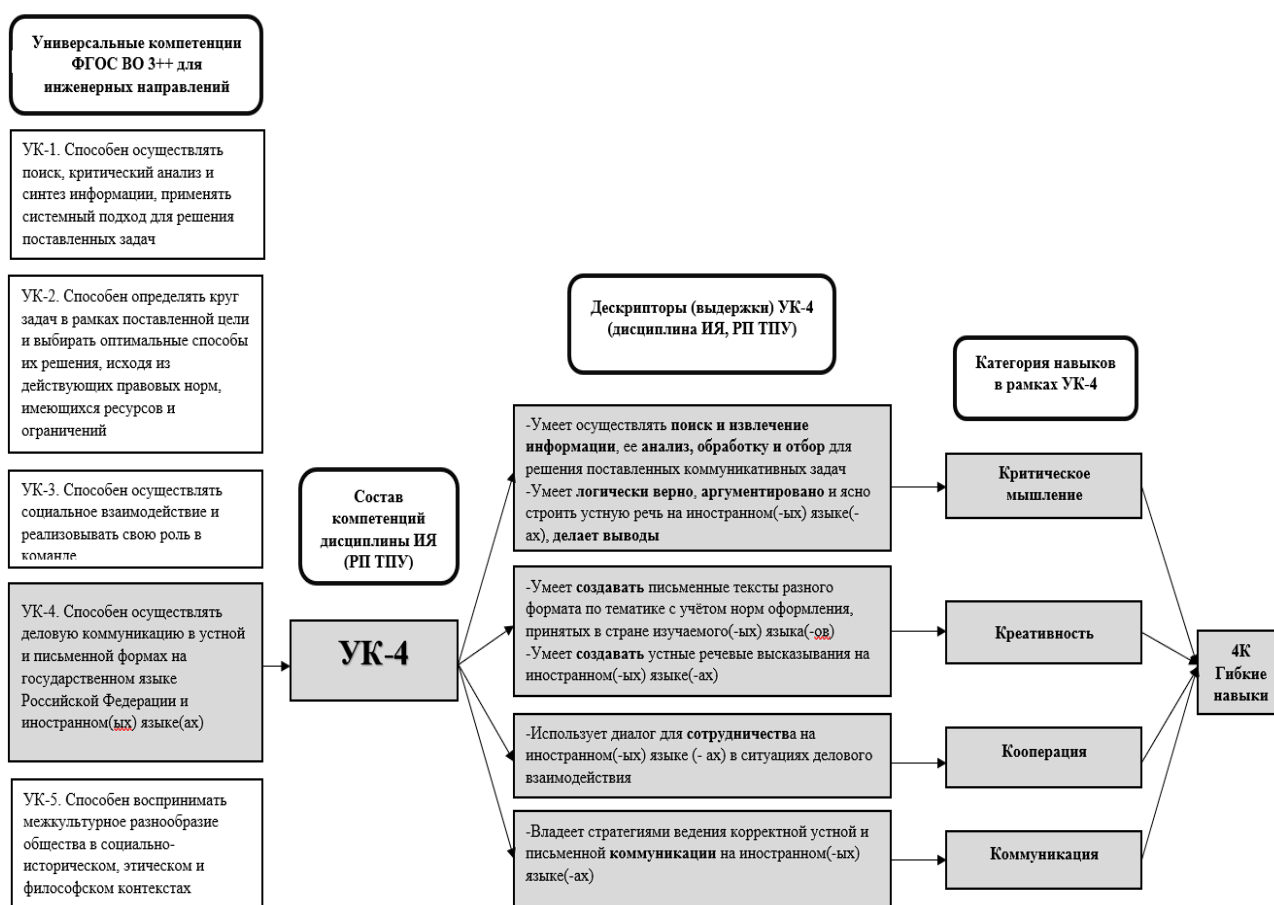 Универсальные компетенции
ФГОС ВО 3++ для
инженерных направлений
УК-1. Способен осуществлять
поиск, критический анализ и
синтез информации, применять
системный подход для решения
поставленных задач
УК-2. Способен определять круг
задач в рамках поставленной цели
и выбирать оптимальные способы
их решения, исходя из
действующих правовых норм,
имеющихся ресурсов и
ограничений
УК-3. Способен осуществлять
социальное взаимодействие и
реализовывать свою роль в
команде
УК-4. Способен осуществлять
деловую коммуникацию в устной
и письменной формах на
государственном языке
Российской Федерации и
иностранном(ых) языке(ах)
УК-5. Способен воспринимать
межкультурное разнообразие
общества в социально-
историческом, этическом и
философском контекстах
Состав
компетенций
дисциплины ИЯ
(РП ТПУ)
УК-4
Дескрипторы (выдержки) УК-4
(дисциплина ИЯ, РП ТПУ)
-Умеет осуществлять поиск и извлечение
информации, ее анализ, обработку и отбор для
решения поставленных коммуникативных задач
-Умеет логически верно, аргументировано и ясно
строить устную речь на иностранном(-ых) языке(-
ах), делает выводы
-Умеет создавать письменные тексты разного
формата по тематике с учётом норм оформления,
принятых в стране изучаемого(-ых) языка(-ов)
-Умеет создавать устные речевые высказывания на
иностранном(-ых) языке(-ах)
-Использует диалог для сотрудничества на
иностранном(-ых) языке (- ах) в ситуациях делового
взаимодействия
-Владеет стратегиями ведения корректной устной и
письменной коммуникации на иностранном(-ых)
языке(-ах)
Категория навыков
в рамках УК-4
Критическое
мышление
Креативность
Кооперация
Коммуникация
4К
Гибкие
навыки